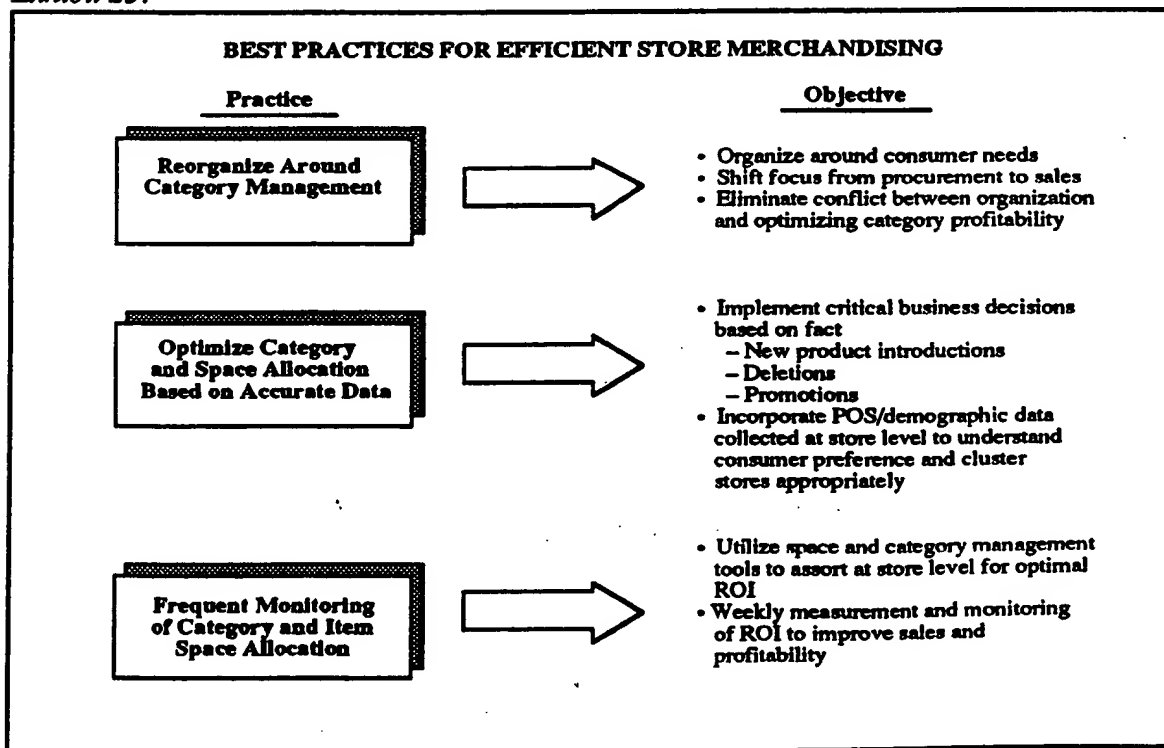 BEST PRACTICES FOR EFFICIENT STORE MERCHANDISING
Practice
Objective
Reorganize Around
Category Management
• Organize around consumer needs
• Shift focus from procurement to sales
• Eliminate conflict between organization
and optimizing category profitability
Optimize Category
and Space Allocation
Based on Accurate Data
• Implement critical business decisions
based on fact
– New product introductions
– Deletions
– Promotions
• Incorporate POS/demographic data
collected at store level to understand
consumer preference and cluster
stores appropriately
Frequent Monitoring
of Category and Item
Space Allocation
• Utilize space and category management
tools to assort at store level for optimal
ROI
• Weekly measurement and monitoring
of ROI to improve sales and
profitability